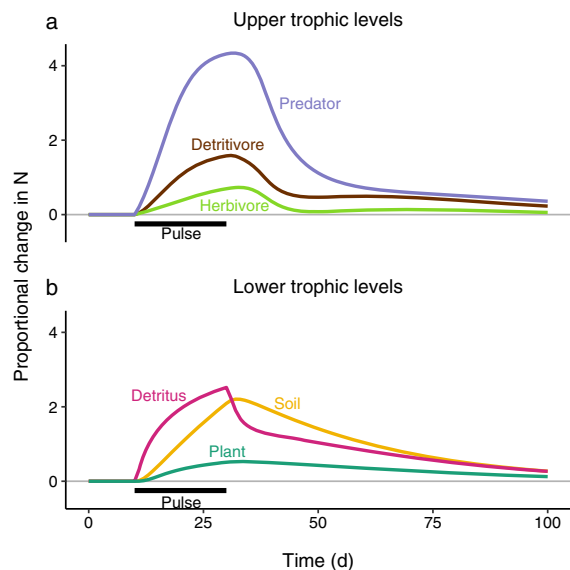 a
Upper trophic levels
4
2
0
Predator
Detritivore
Herbivore
Pulse
Proportional change in N
b
Lower trophic levels
4
2
0
Detritus
Soil
Plant
Pulse
0 25 50 75 100
Time (d)